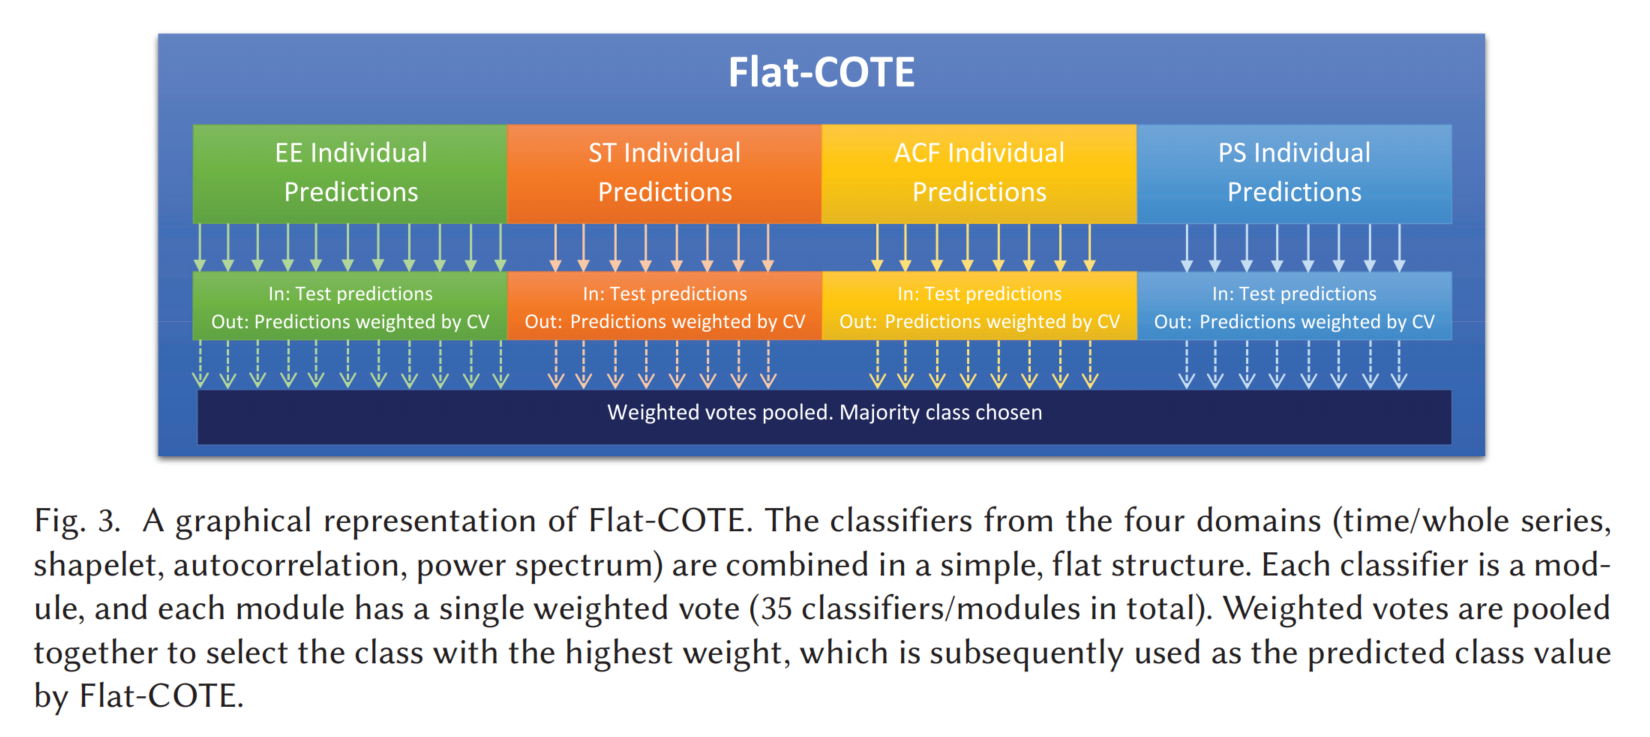 Flat-COTE
EE Individual
Predictions
ST Individual
Predictions
ACF Individual
Predictions
PS Individual
Predictions
In: Test predictions
Out: Predictions weighted by CV
In: Test predictions
Out: Predictions weighted by CV
In: Test predictions
Out: Predictions weighted by CV
In: Test predictions
Out: Predictions weighted by CV
Weighted votes pooled. Majority class chosen
Fig. 3. A graphical representation of Flat-COTE. The classifiers from the four domains (time/whole series,
shapelet, autocorrelation, power spectrum) are combined in a simple, flat structure. Each classifier is a mod-
ule, and each module has a single weighted vote (35 classifiers/modules in total). Weighted votes are pooled
together to select the class with the highest weight, which is subsequently used as the predicted class value
by Flat-COTE.